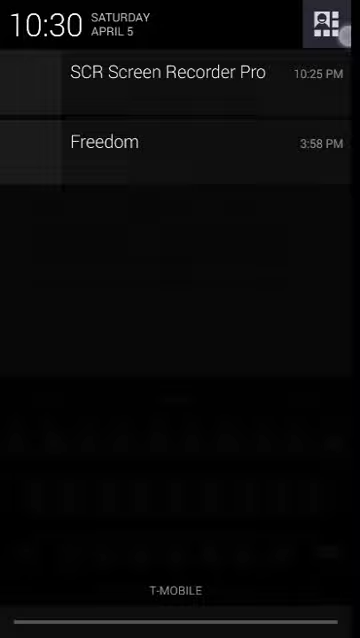 10:30
SATURDAY
APRIL 5
SCR Screen Recorder Pro
10:25 PM
Freedom
3:58 PM
T-MOBILE